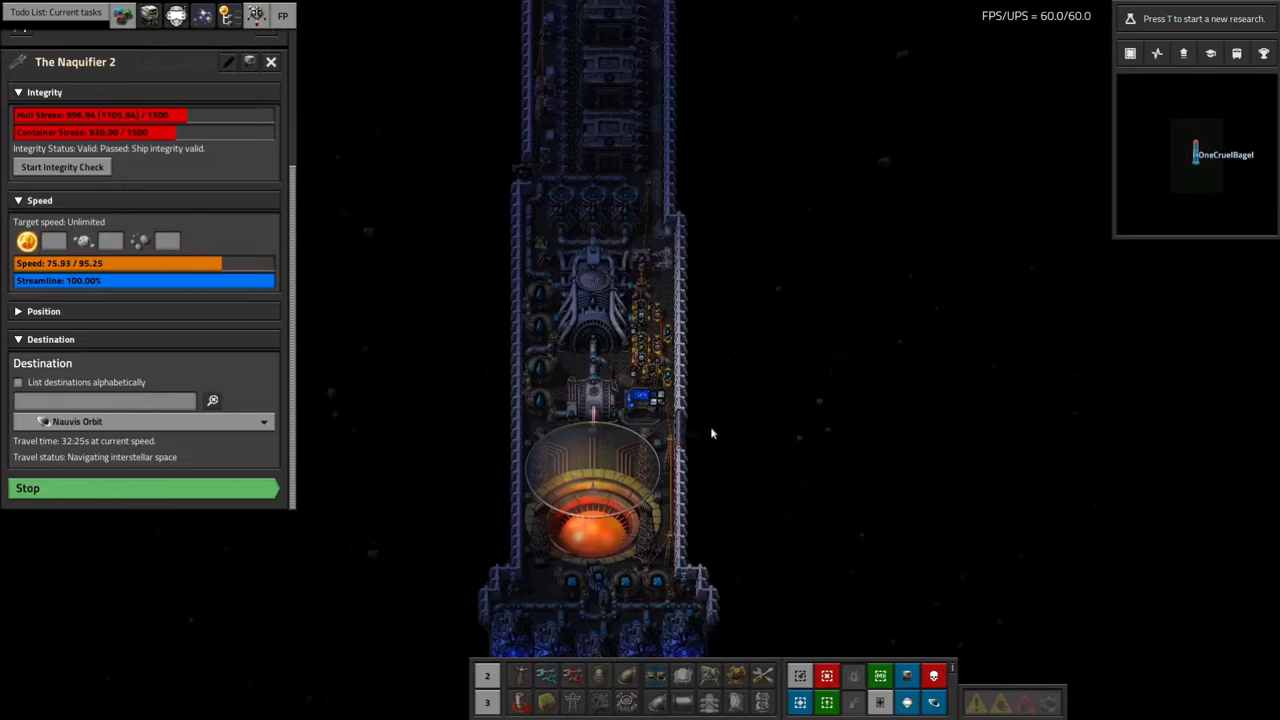 Todo List: Current tasks
FP
FPS/UPS = 60.0/60.0
Press T to start a new research.
The Naquifier 2
Integrity
Hull Stress: 996.94 (1105.94) / 1500
Container Stress: 930.00 / 1500
Integrity Status: Valid: Passed: Ship integrity valid.
Start Integrity Check
Speed
Target speed: Unlimited
Speed: 75.93 / 95.25
Streamline: 100.00%
Position
Destination
Destination
List destinations alphabetically
Nauvis Orbit
Travel time: 32:25s at current speed.
Travel status: Navigating interstellar space
Stop
OneCruelBagel
2
3